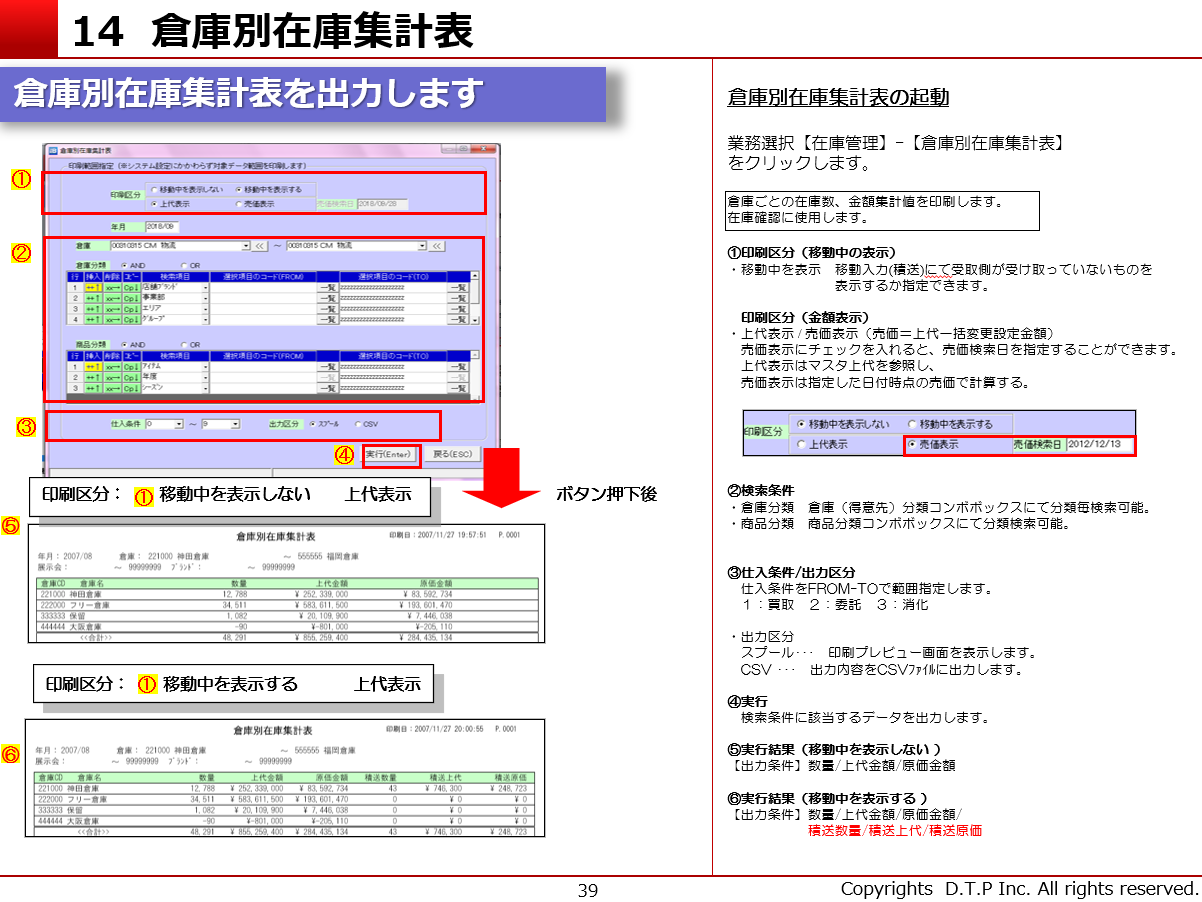 14 倉庫別在庫集計表
倉庫別在庫集計表を出力します
倉庫別在庫集計表
印刷範囲指定（※システム設定にかかわらず対象データ範囲を印刷します）
①
印刷区分 移動中を表示しない 移動中を表示する
上代表示 売価表示 売価検索日 2018/09/28
年月 2018/09
②
倉庫 00310315 CM 物流 << ～ 00310315 CM 物流 <<
倉庫分類 AND OR
行 挿入 削除 ｺﾋﾟｰ 検索項目 選択項目のコード(FROM) 選択項目のコード(TO)
1 店舗ﾌﾞﾗﾝﾄﾞ 一覧 一覧
2 事業部 一覧 一覧
3 エリア 一覧 一覧
4 ｸﾞﾙｰﾌﾟ 一覧 一覧
商品分類 AND OR
行 挿入 削除 ｺﾋﾟｰ 検索項目 選択項目のコード(FROM) 選択項目のコード(TO)
1 ｱｲﾃﾑ 一覧 一覧
2 年度 一覧 一覧
3 ｼｰｽﾞﾝ 一覧 一覧
③
仕入条件 0 ～ 9 出力区分 ｽﾌﾟｰﾙ CSV
④ 実行(Enter) 戻る(ESC)
印刷区分： ① 移動中を表示しない 上代表示
ボタン押下後
⑤
倉庫別在庫集計表 印刷日：2007/11/27 19:57:51 P.0001
年月：2007/08 倉庫： 221000 神田倉庫 ～ 555555 福岡倉庫
展示会： ～ 99999999 ﾌﾞﾗﾝﾄﾞ： ～ 99999999
倉庫CD 倉庫名 数量 上代金額 原価金額
221000 神田倉庫 12,788 ¥ 252,339,000 ¥ 83,592,734
222000 フリー倉庫 34,511 ¥ 583,611,500 ¥ 193,601,470
333333 保留 1,082 ¥ 20,109,900 ¥ 7,446,038
444444 大阪倉庫 -90 ¥-801,000 ¥-205,110
<<合計>> 48,291 ¥ 855,259,400 ¥ 284,435,134
印刷区分： ① 移動中を表示する 上代表示
⑥
倉庫別在庫集計表 印刷日：2007/11/27 20:00:55 P.0001
年月：2007/08 倉庫： 221000 神田倉庫 ～ 555555 福岡倉庫
展示会： ～ 99999999 ﾌﾞﾗﾝﾄﾞ： ～ 99999999
倉庫CD 倉庫名 数量 上代金額 原価金額 積送数量 積送上代 積送原価
221000 神田倉庫 12,788 ¥ 252,339,000 ¥ 83,592,734 43 ¥ 746,300 ¥ 248,723
222000 フリー倉庫 34,511 ¥ 583,611,500 ¥ 193,601,470 0 ¥ 0 ¥ 0
333333 保留 1,082 ¥ 20,109,900 ¥ 7,446,038 0 ¥ 0 ¥ 0
444444 大阪倉庫 -90 ¥-801,000 ¥-205,110 0 ¥ 0 ¥ 0
<<合計>> 48,291 ¥ 855,259,400 ¥ 284,435,134 43 ¥ 746,300 ¥ 248,723
倉庫別在庫集計表の起動
業務選択【在庫管理】-【倉庫別在庫集計表】
をクリックします。
倉庫ごとの在庫数、金額集計値を印刷します。
在庫確認に使用します。
①印刷区分（移動中の表示）
・移動中を表示 移動入力(積送)にて受取側が受け取っていないものを
表示するか指定できます。
印刷区分（金額表示）
・上代表示/売価表示（売価＝上代一括変更設定金額）
売価表示にチェックを入れると、売価検索日を指定することができます。
上代表示はマスタ上代を参照し、
売価表示は指定した日付時点の売価で計算する。
印刷区分 移動中を表示しない 移動中を表示する
上代表示 売価表示 売価検索日 2012/12/13
②検索条件
・倉庫分類 倉庫（得意先）分類コンボボックスにて分類毎検索可能。
・商品分類 商品分類コンボボックスにて分類検索可能。
③仕入条件/出力区分
仕入条件をFROM-TOで範囲指定します。
１：買取 ２：委託 ３：消化
・出力区分
スプール･･･ 印刷プレビュー画面を表示します。
CSV ･･･ 出力内容をCSVﾌｧｲﾙに出力します。
④実行
検索条件に該当するデータを出力します。
⑤実行結果（移動中を表示しない ）
【出力条件】数量/上代金額/原価金額
⑥実行結果（移動中を表示する ）
【出力条件】数量/上代金額/原価金額/
積送数量/積送上代/積送原価
39
Copyrights D.T.P Inc. All rights reserved.